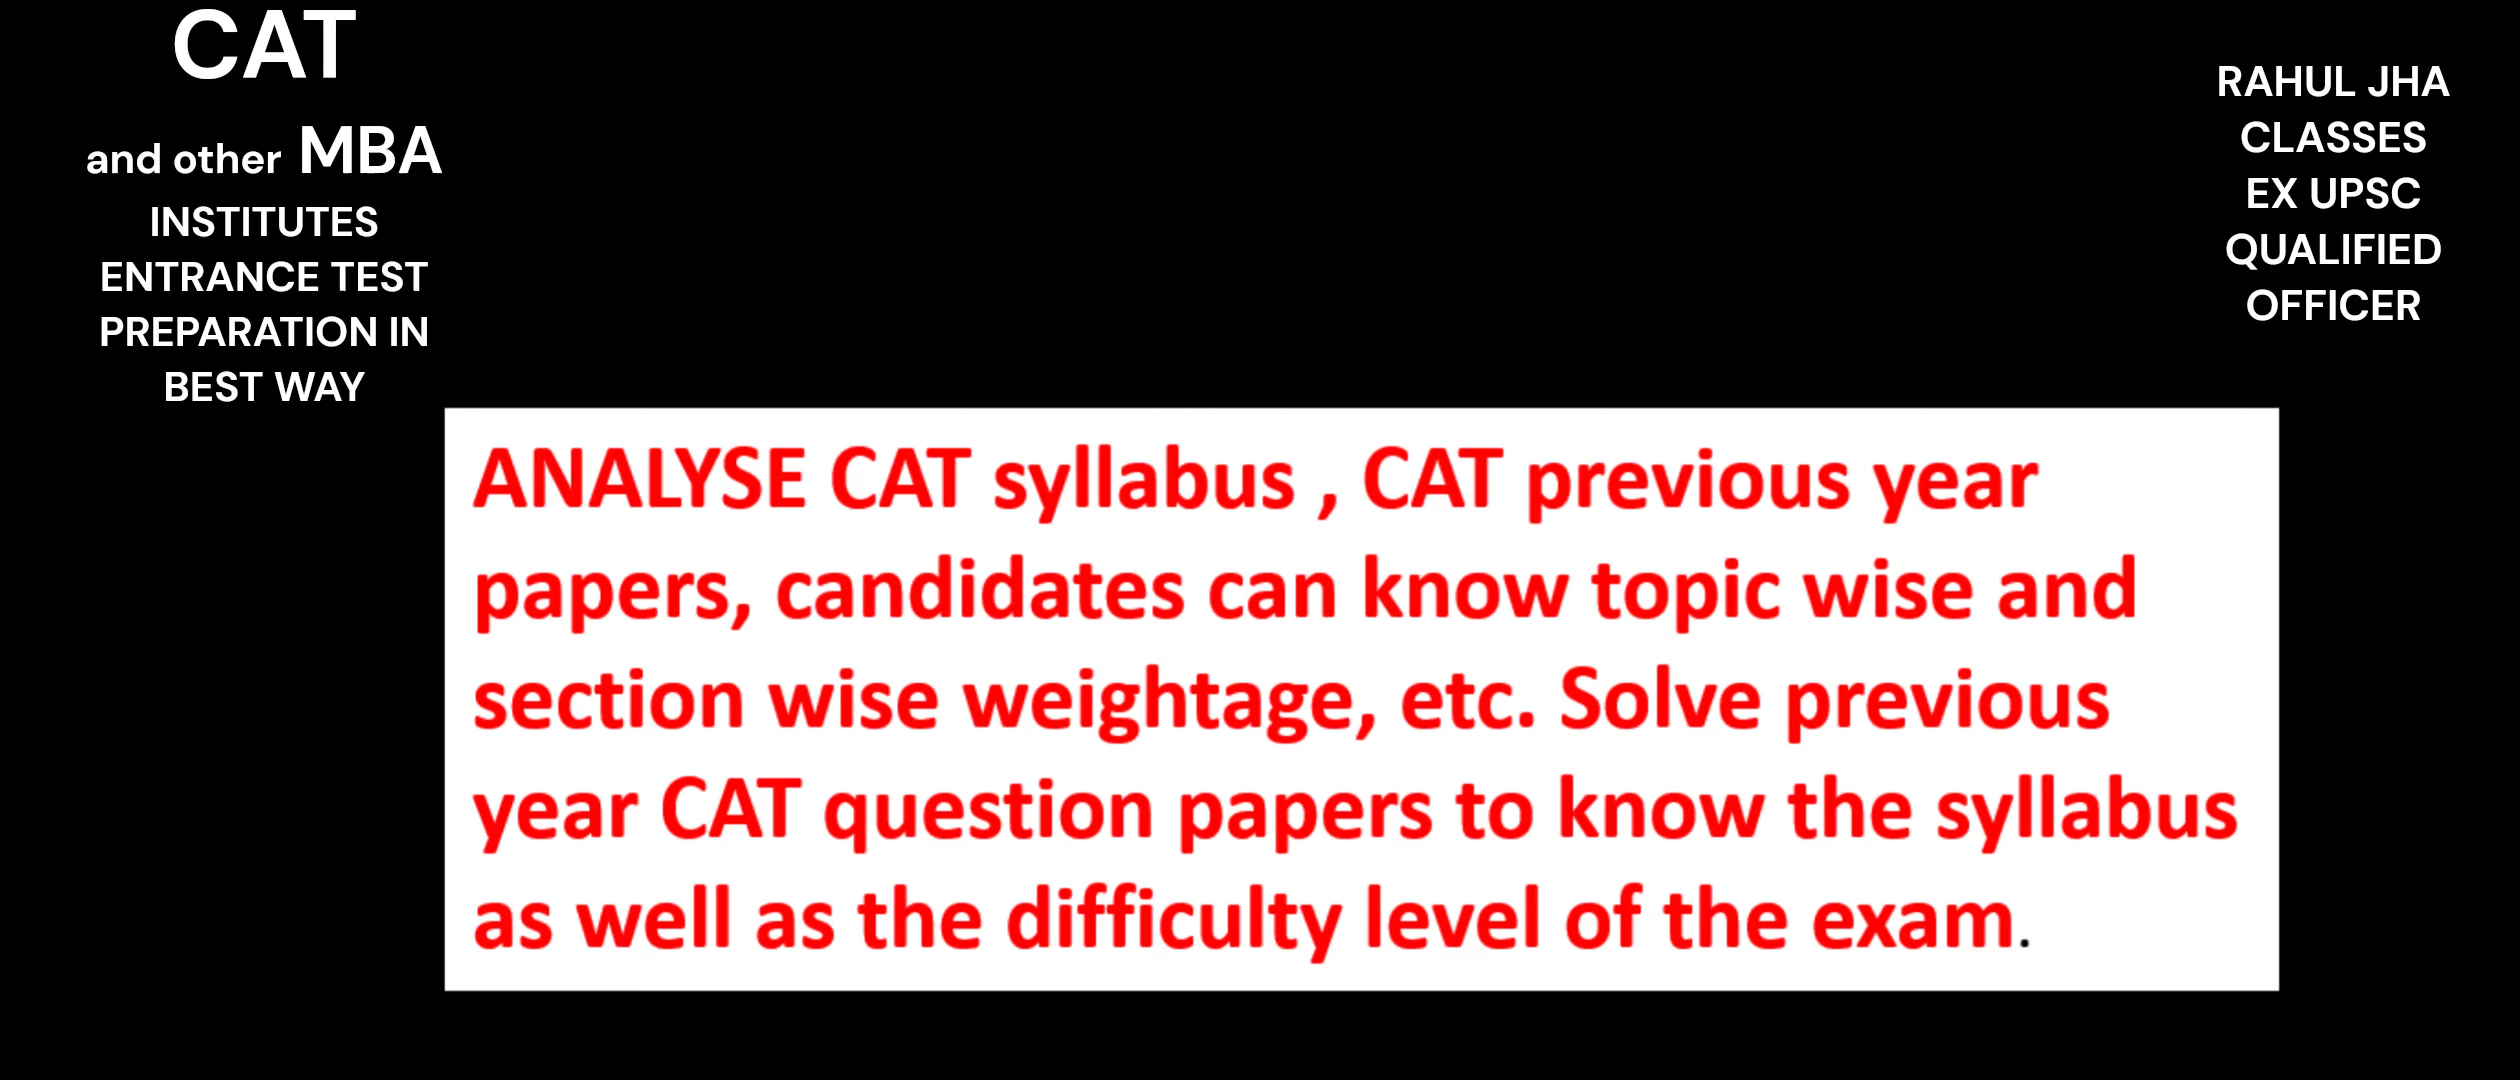 CAT
and other MBA
INSTITUTES
ENTRANCE TEST
PREPARATION IN
BEST WAY
RAHUL JHA
CLASSES
EX UPSC
QUALIFIED
OFFICER
ANALYSE CAT syllabus , CAT previous year
papers, candidates can know topic wise and
section wise weightage, etc. Solve previous
year CAT question papers to know the syllabus
as well as the difficulty level of the exam.